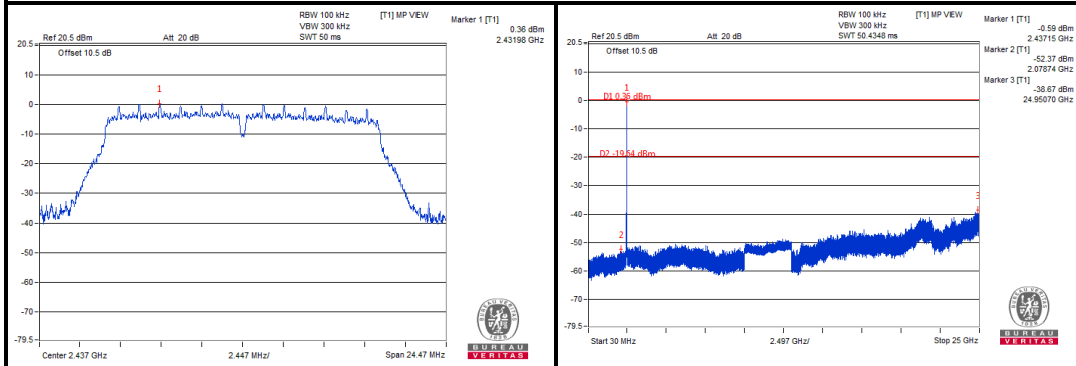 RBW 100 kHz [T1] MP VIEW Marker 1 [T1]
VBW 300 kHz 0.36 dBm
Ref 20.5 dBm Att 20 dB SWT 50 ms 2.43198 GHz
20.5
Offset 10.5 dB
10
1
0
-10
-20
-30
-40
-50
-60
-70
-79.5
Center 2.437 GHz 2.447 MHz/ Span 24.47 MHz
BUREAU VERITAS
1828
BUREAU
VERITAS
RBW 100 kHz [T1] MP VIEW Marker 1 [T1]
VBW 300 kHz -0.59 dBm
Ref 20.5 dBm Att 20 dB SWT 50.4348 ms 2.43715 GHz
Marker 2 [T1]
-52.37 dBm
2.07874 GHz
Marker 3 [T1]
-38.67 dBm
24.95070 GHz
20.5
Offset 10.5 dB
10
1
0
D1 0.36 dBm
-10
D2 -19.64 dBm
-20
-30
3
-40
2
-50
-60
-70
-79.5
Start 30 MHz 2.497 GHz/ Stop 25 GHz
BUREAU VERITAS
1828
BUREAU
VERITAS